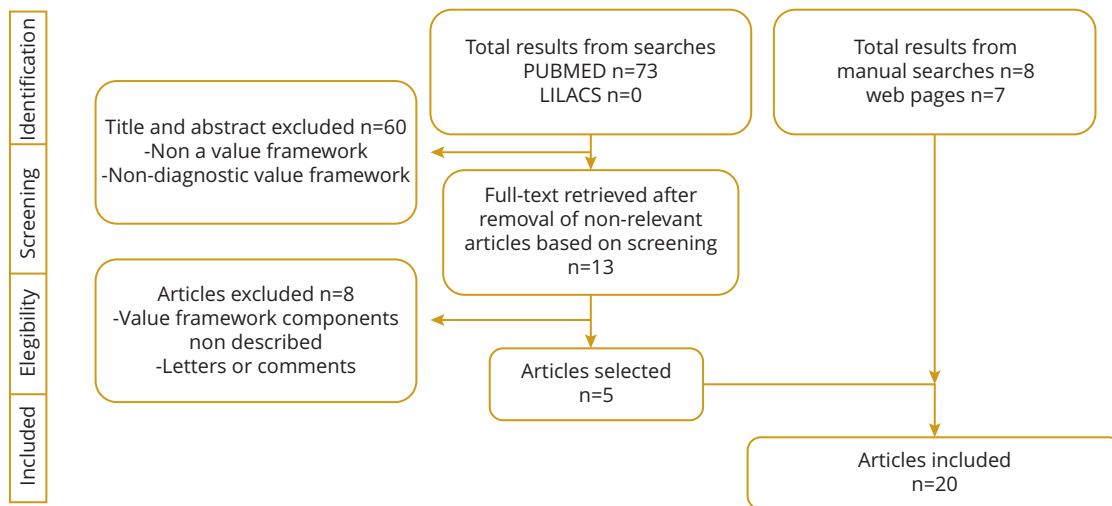 Identification
Screening
Elegibility
Included
Total results from searches
PUBMED n=73
LILACS n=0
Total results from
manual searches n=8
web pages n=7
Title and abstract excluded n=60
-Non a value framework
-Non-diagnostic value framework
Full-text retrieved after
removal of non-relevant
articles based on screening
n=13
Articles excluded n=8
-Value framework components
non described
-Letters or comments
Articles selected
n=5
Articles included
n=20